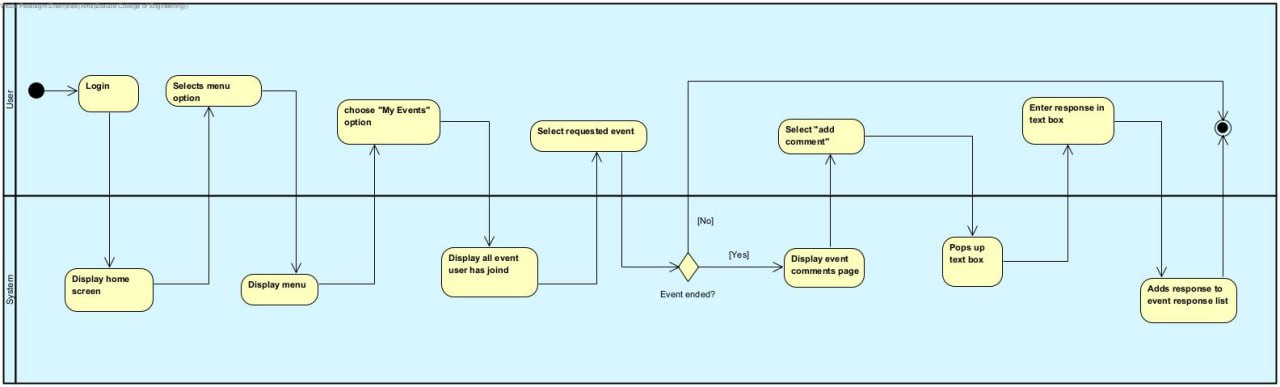 User
Login
Selects menu
option
choose "My Events"
option
Select requested event
Select "add
comment"
Enter response in
text box
System
[No]
[Yes]
Display home
screen
Display menu
Display all event
user has joind
Event ended?
Display event
comments page
Pops up
text box
Adds response to
event response list